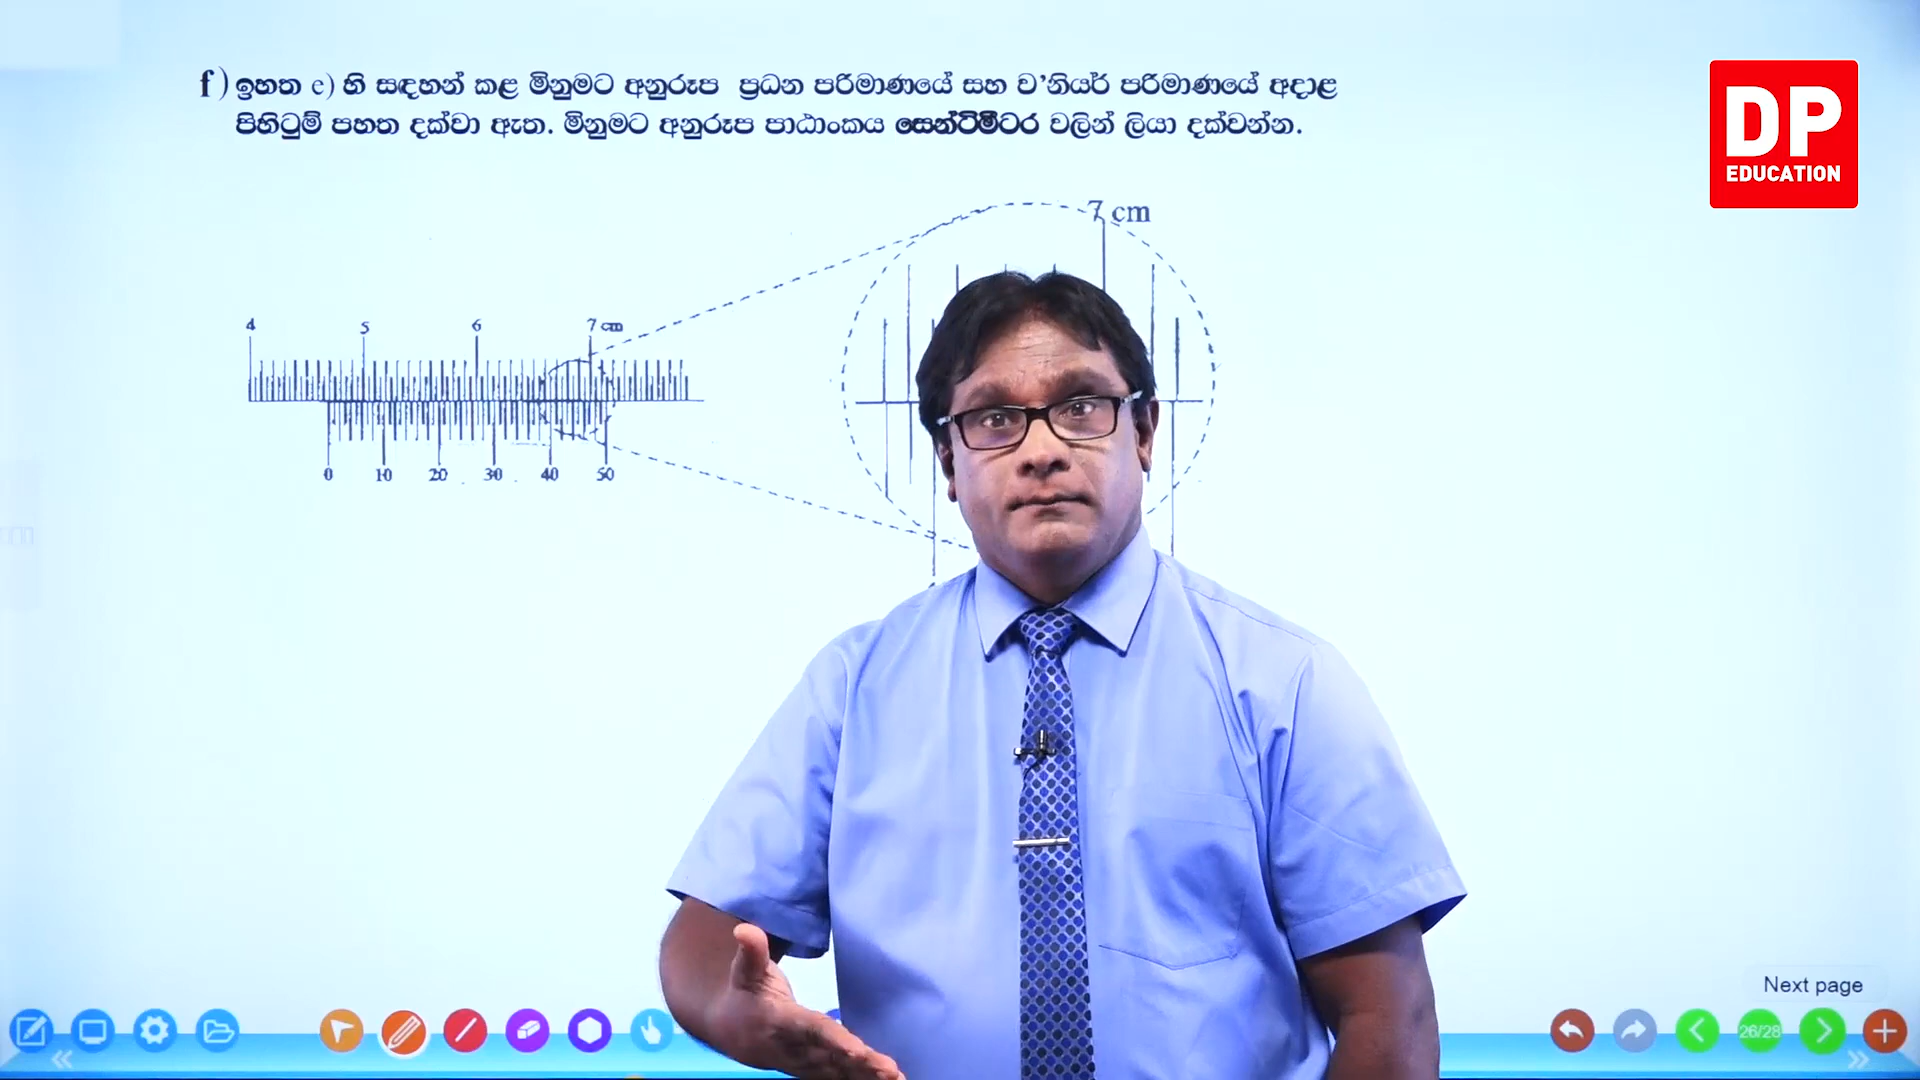 f) ඉහත e) හි සඳහන් කළ මිනුමට අනුරූප ප්‍රධන පරිමාණයේ සහ ව'නියර් පරිමාණයේ අදාළ
පිහිටුම් පහත දක්වා ඇත. මිනුමට අනුරූප පාඨාංකය සෙන්ටිමීටර වලින් ලියා දක්වන්න.
DP
EDUCATION
7 cm
4 5 6 7 cm
0 10 20 30 40 50
Next page
26/28